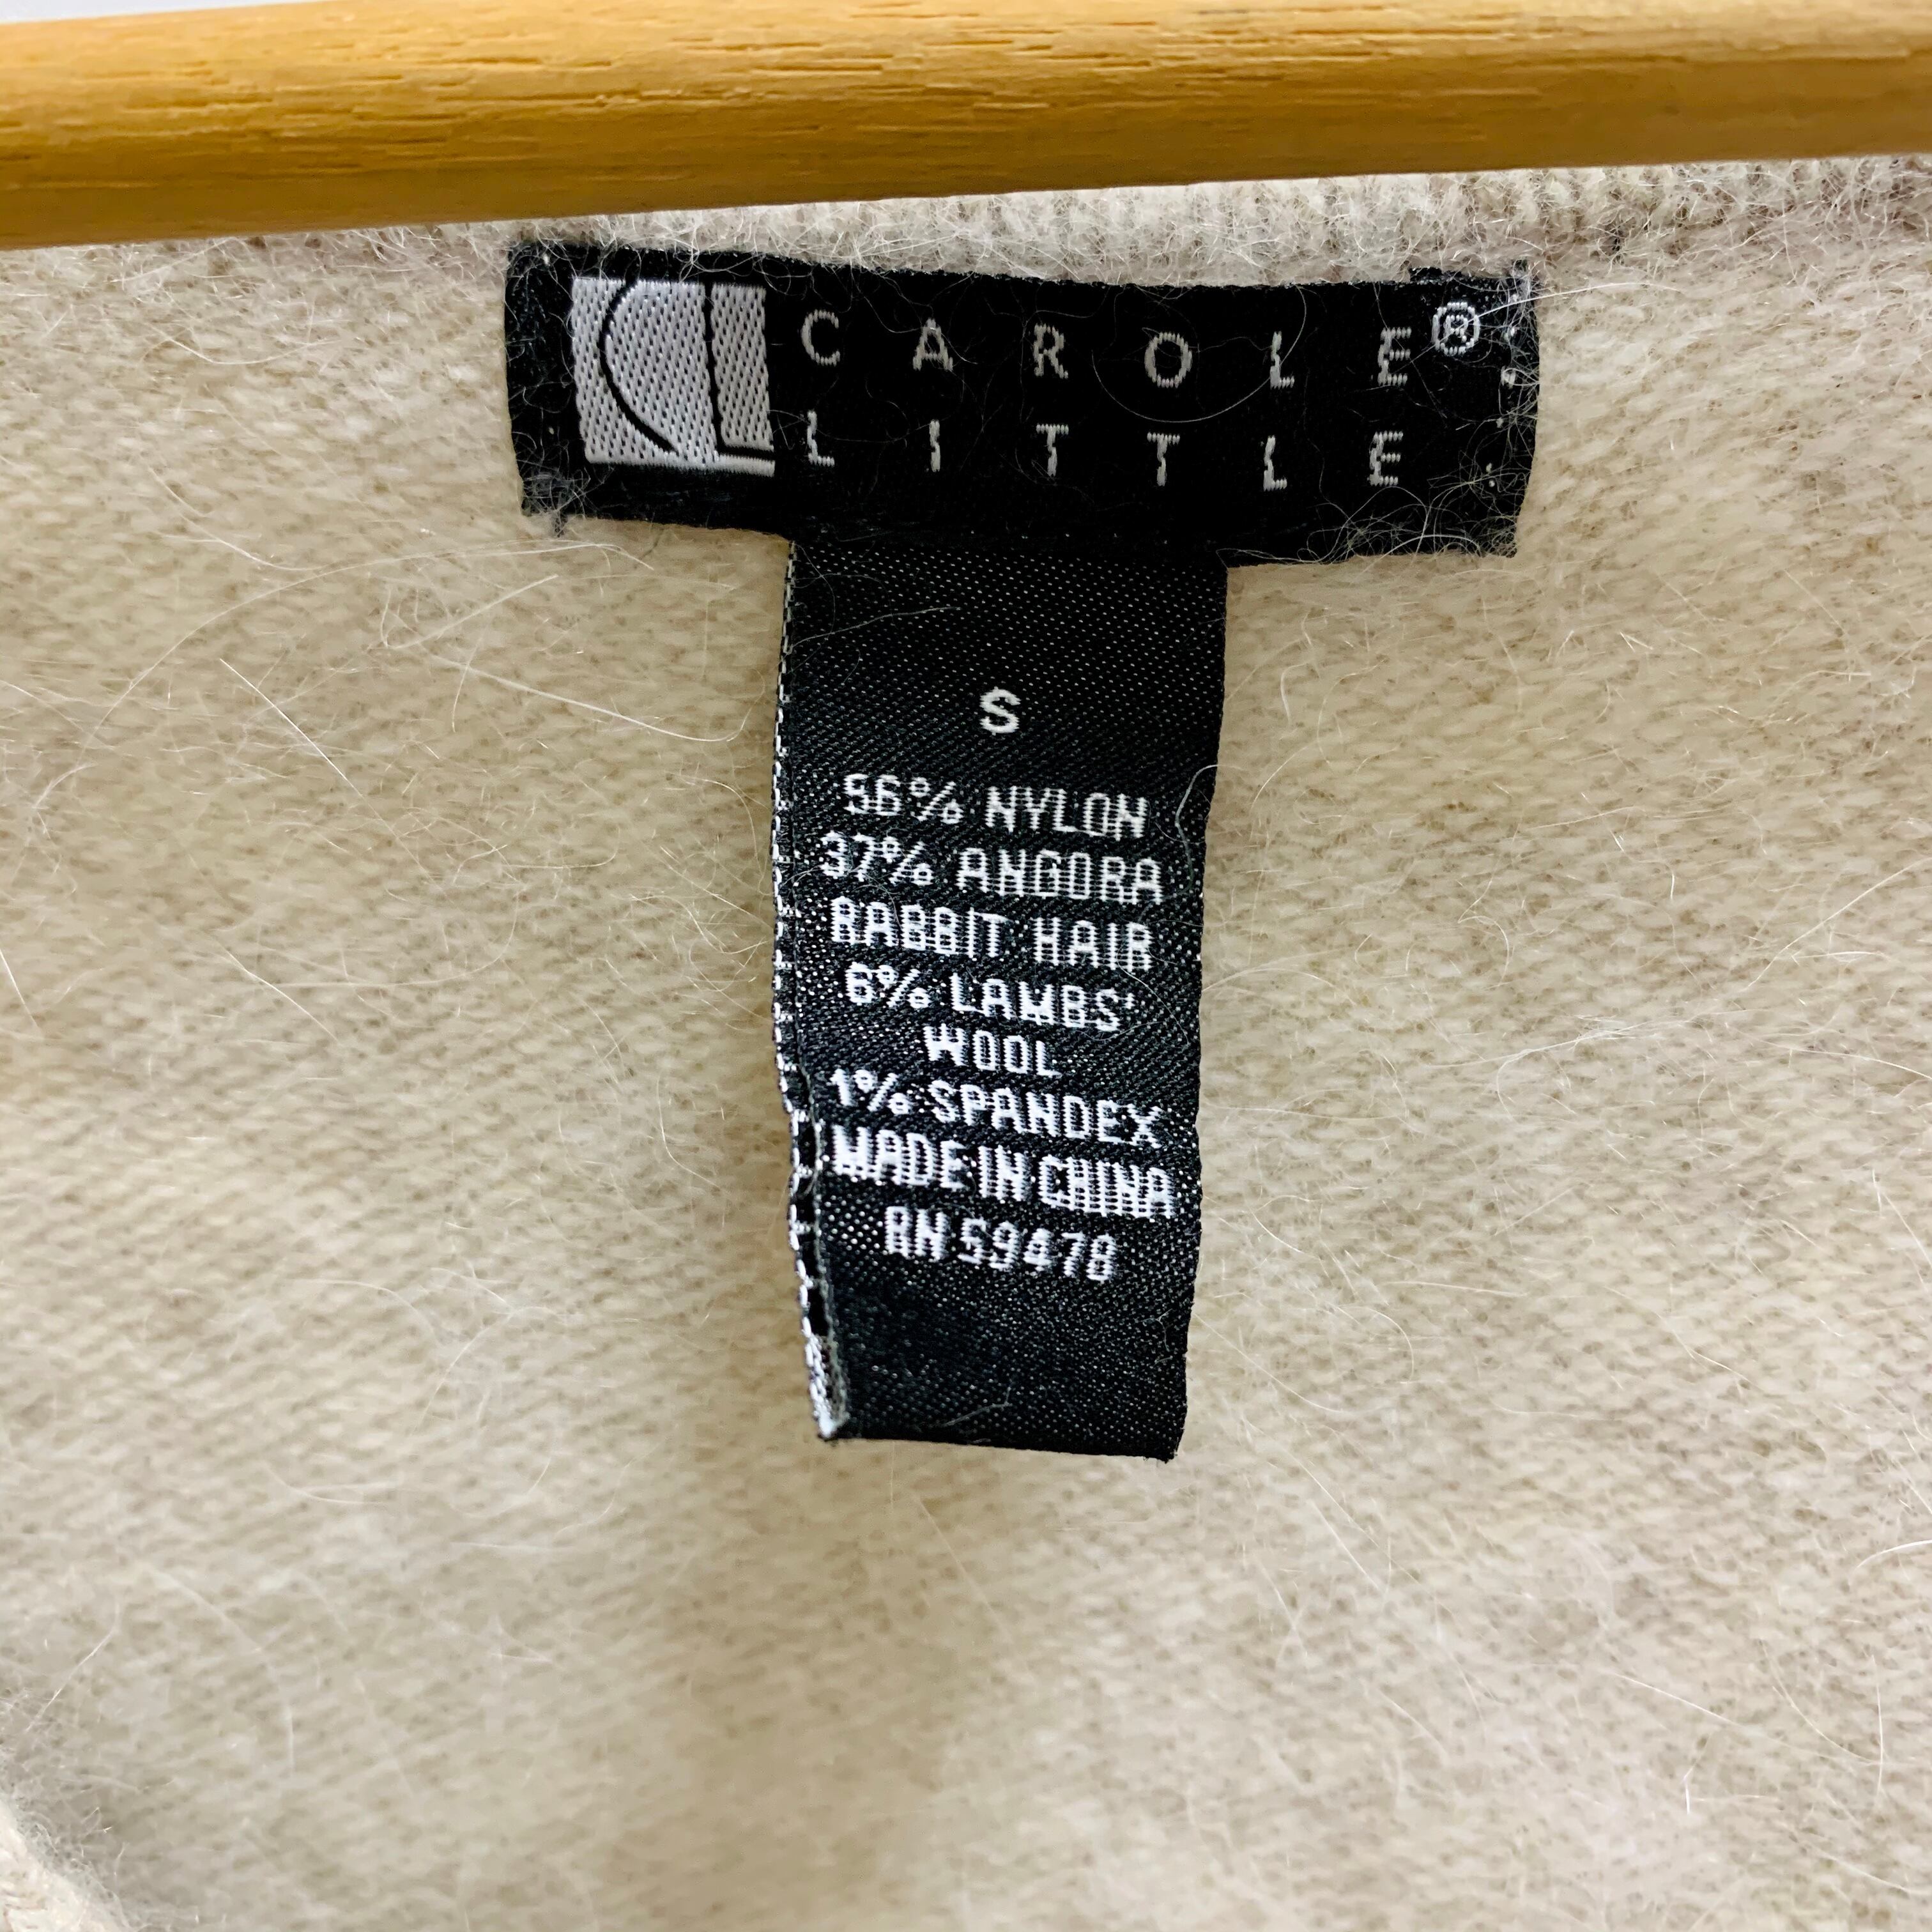 CAROLE®
LITTLE
S
56% NYLON
37% ANGORA
RABBIT HAIR
6% LAMBS'
WOOL
1% SPANDEX
MADE IN CHINA
RN 59478